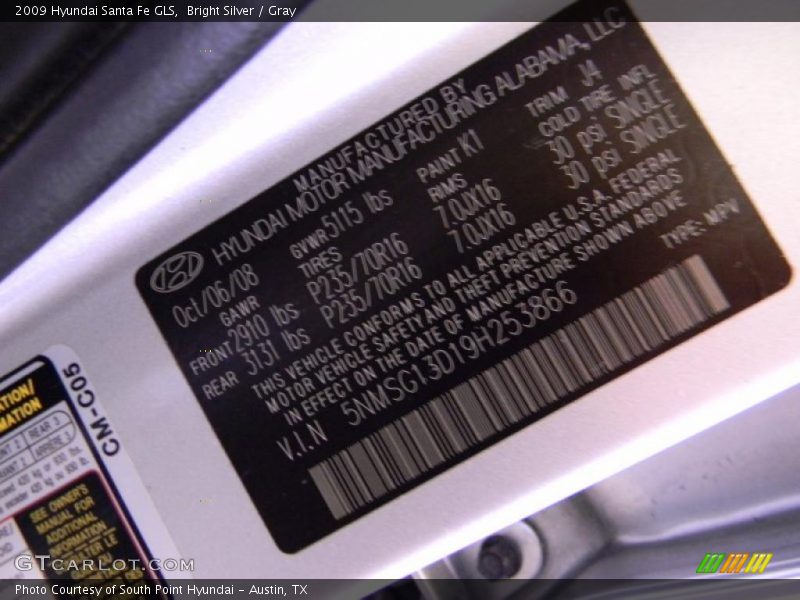 2009 Hyundai Santa Fe GLS, Bright Silver / Gray
MANUFACTURED BY
HYUNDAI MOTOR MANUFACTURING ALABAMA, LLC
Oct/06/08 GVWR 5115 lbs PAINT K1 TRIM J4
GAWR TIRES RIMS COLD TIRE INFL
FRONT 2910 lbs P235/70R16 7.0JX16 30 psi SINGLE
REAR 3131 lbs P235/70R16 7.0JX16 30 psi SINGLE
THIS VEHICLE CONFORMS TO ALL APPLICABLE U.S.A. FEDERAL
MOTOR VEHICLE SAFETY AND THEFT PREVENTION STANDARDS
IN EFFECT ON THE DATE OF MANUFACTURE SHOWN ABOVE
V.I.N 5NMSG13D19H253866 TYPE: MPV
CM-C05
REAR 3
SEE OWNER'S
MANUAL FOR
ADDITIONAL
INFORMATION
GTcarlot.com
Photo Courtesy of South Point Hyundai - Austin, TX